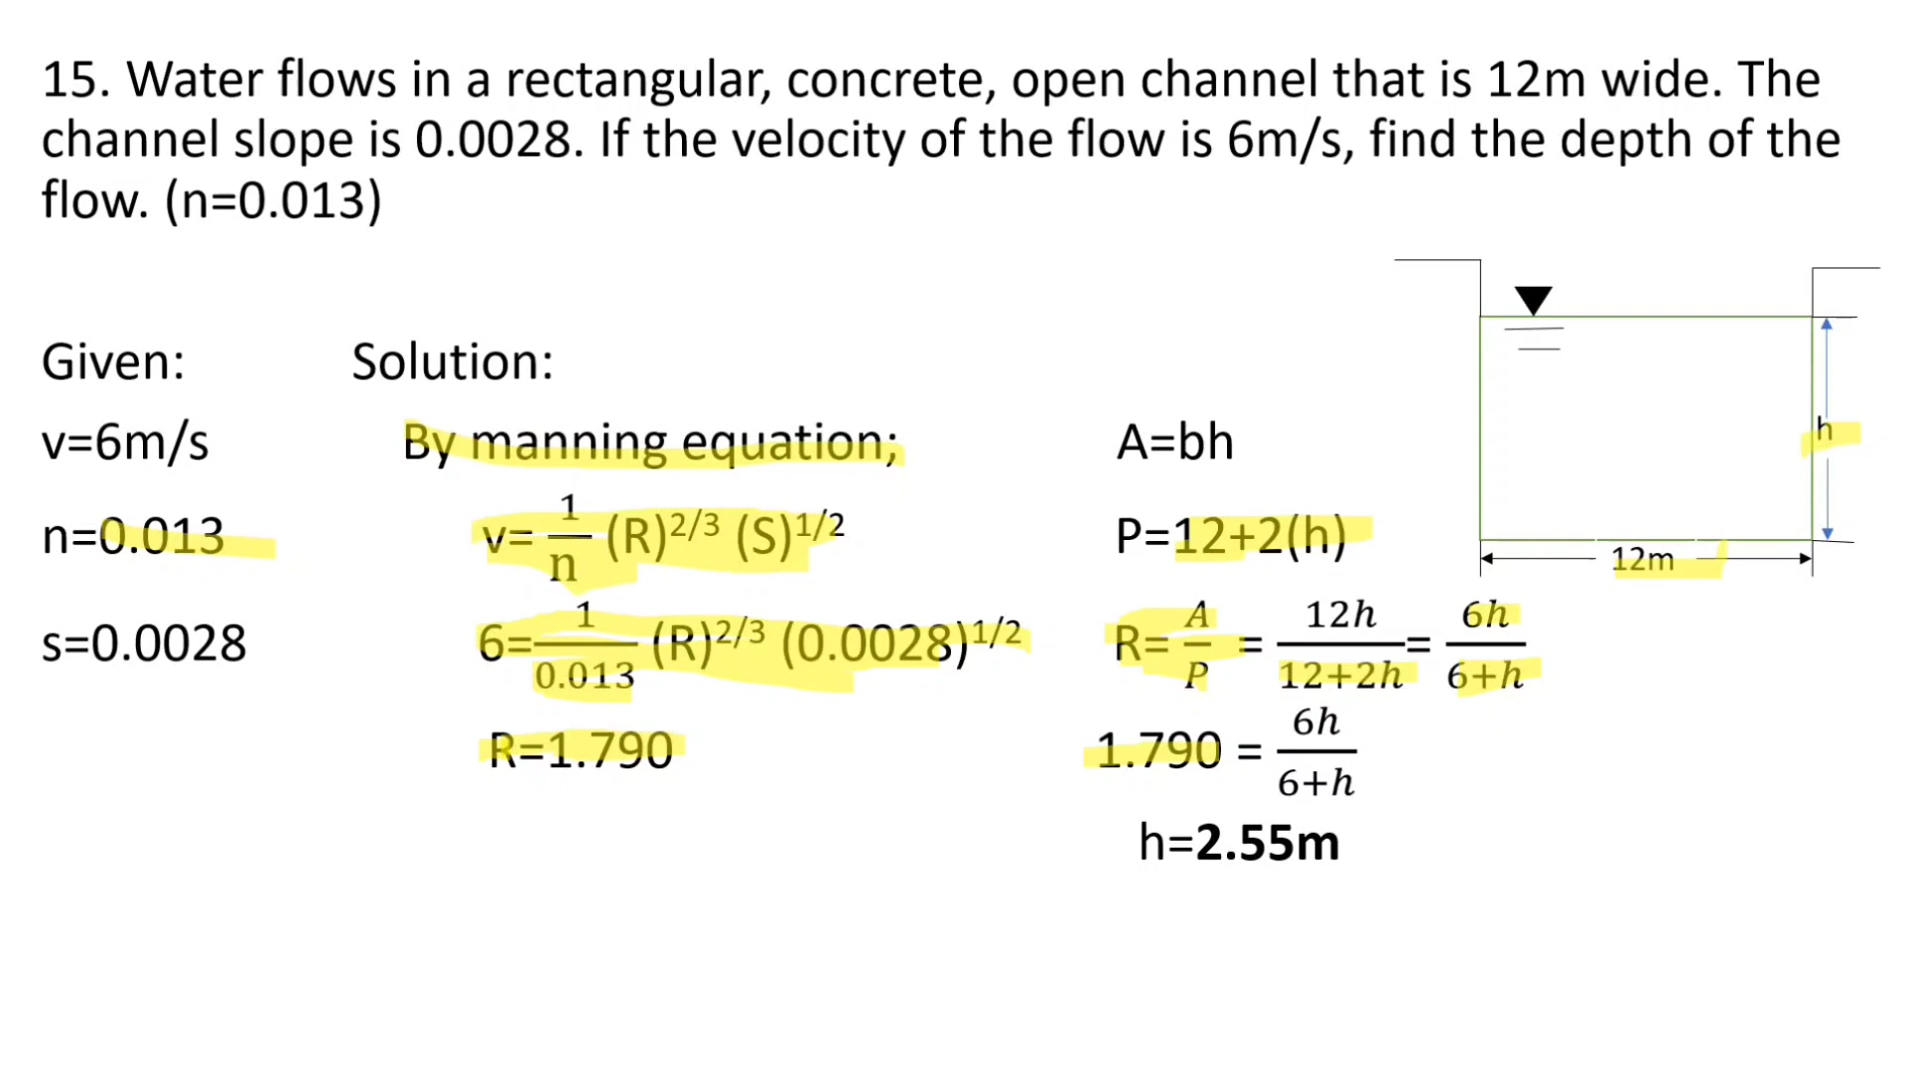 15. Water flows in a rectangular, concrete, open channel that is 12m wide. The
channel slope is 0.0028. If the velocity of the flow is 6m/s, find the depth of the
flow. (n=0.013)
Given:
v=6m/s
n=0.013
s=0.0028
Solution:
By manning equation;
v=1/n (R)^2/3 (S)^1/2
6=1/0.013 (R)^2/3 (0.0028)^1/2
R=1.790
A=bh
P=12+2(h)
R=A/P = 12h/12+2h = 6h/6+h
1.790 = 6h/6+h
h=2.55m
h
12m